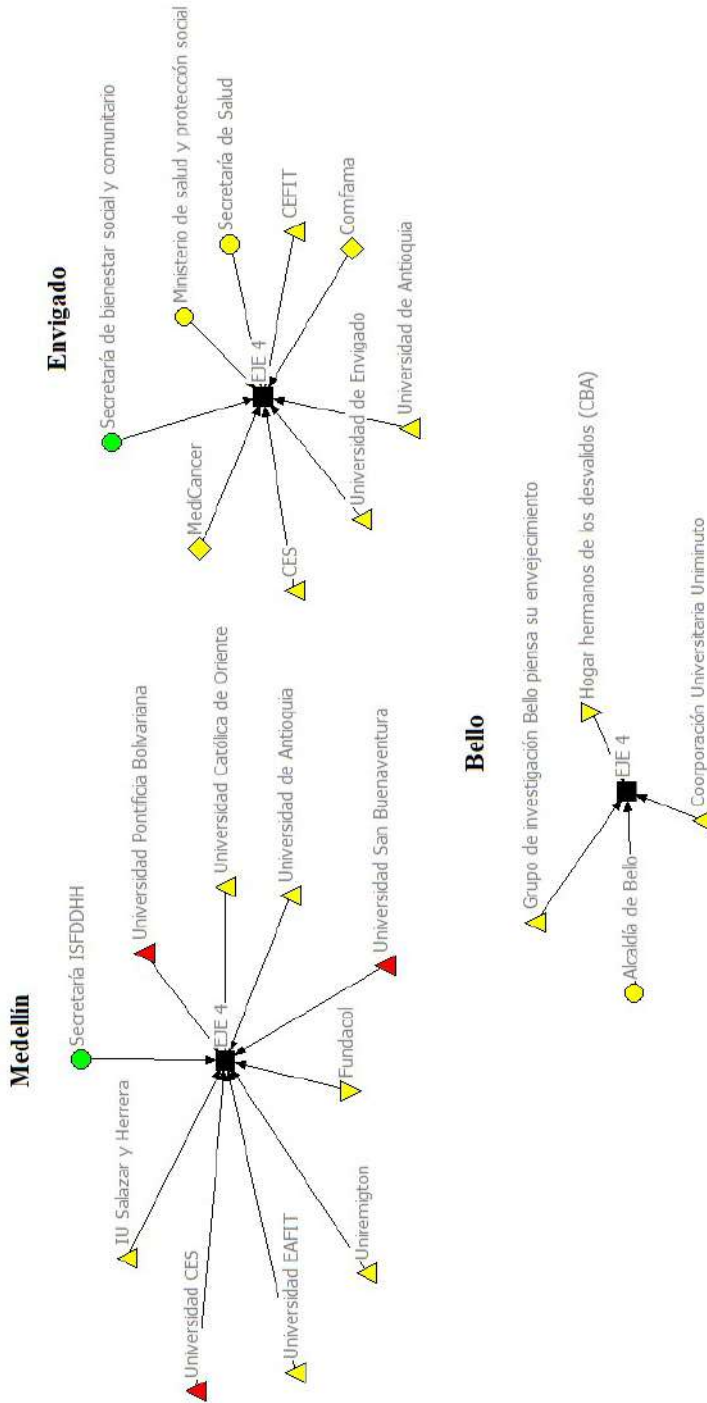 Medellín
Secretaría ISFDDHH
Universidad Pontificia Bolivariana
IU Salazar y Herrera
Universidad Católica de Oriente
EJE 4
Universidad CES
Universidad de Antioquia
Universidad EAFIT
Fundacol
Uniremigton
Universidad San Buenaventura
Envigado
Secretaría de bienestar social y comunitario
Ministerio de salud y protección social
MediCancer
Secretaría de Salud
EJE 4
CES
CEFIT
Comfama
Universidad de Envigado
Universidad de Antioquia
Bello
Grupo de investigación Bello piensa su envejecimiento
Hogar hermanos de los desvalidos (CBA)
EJE 4
Alcaldía de Bello
Coorporación Universitaria Uniminuto